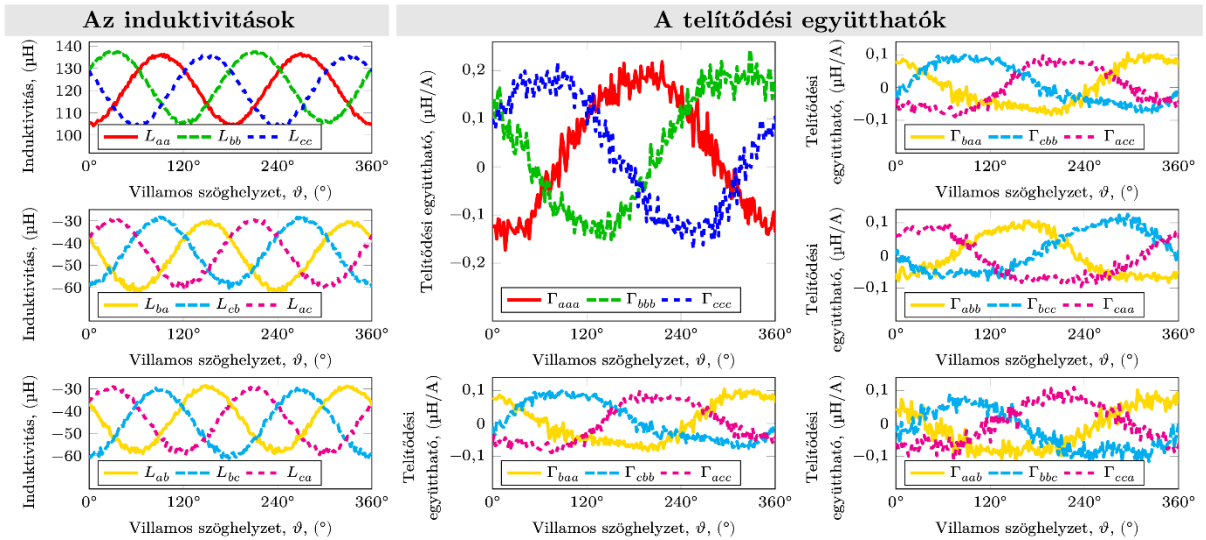 Az induktivitások
A telítődési együtthatók
Induktivitás, (µH)
140
130
120
110
100
L_aa L_bb L_cc
0 120° 240° 360°
Villamos szöghelyzet, ϑ, (°)
Induktivitás, (µH)
−30
−40
−50
−60
L_ba L_cb L_ac
0° 120° 240° 360°
Villamos szöghelyzet, ϑ, (°)
Induktivitás, (µH)
−30
−40
−50
−60
L_ab L_bc L_ca
0° 120° 240° 360°
Villamos szöghelyzet, ϑ, (°)
Telítődési együttható, (µH/A)
0,2
0,1
0
−0,1
−0,2
Γ_aaa Γ_bbb Γ_ccc
0° 120° 240° 360°
Villamos szöghelyzet, ϑ, (°)
Telítődési
együttható, (µH/A)
0,1
0
−0,1
Γ_baa Γ_cbb Γ_acc
0° 120° 240° 360°
Villamos szöghelyzet, ϑ, (°)
Telítődési
együttható, (µH/A)
0,1
0
−0,1
Γ_baa Γ_cbb Γ_acc
0° 120° 240° 360°
Villamos szöghelyzet, ϑ, (°)
Telítődési
együttható, (µH/A)
0,1
0
−0,1
Γ_abb Γ_bcc Γ_caa
0° 120° 240° 360°
Villamos szöghelyzet, ϑ, (°)
Telítődési
együttható, (µH/A)
0,1
0
−0,1
Γ_aab Γ_bbc Γ_cca
0° 120° 240° 360°
Villamos szöghelyzet, ϑ, (°)